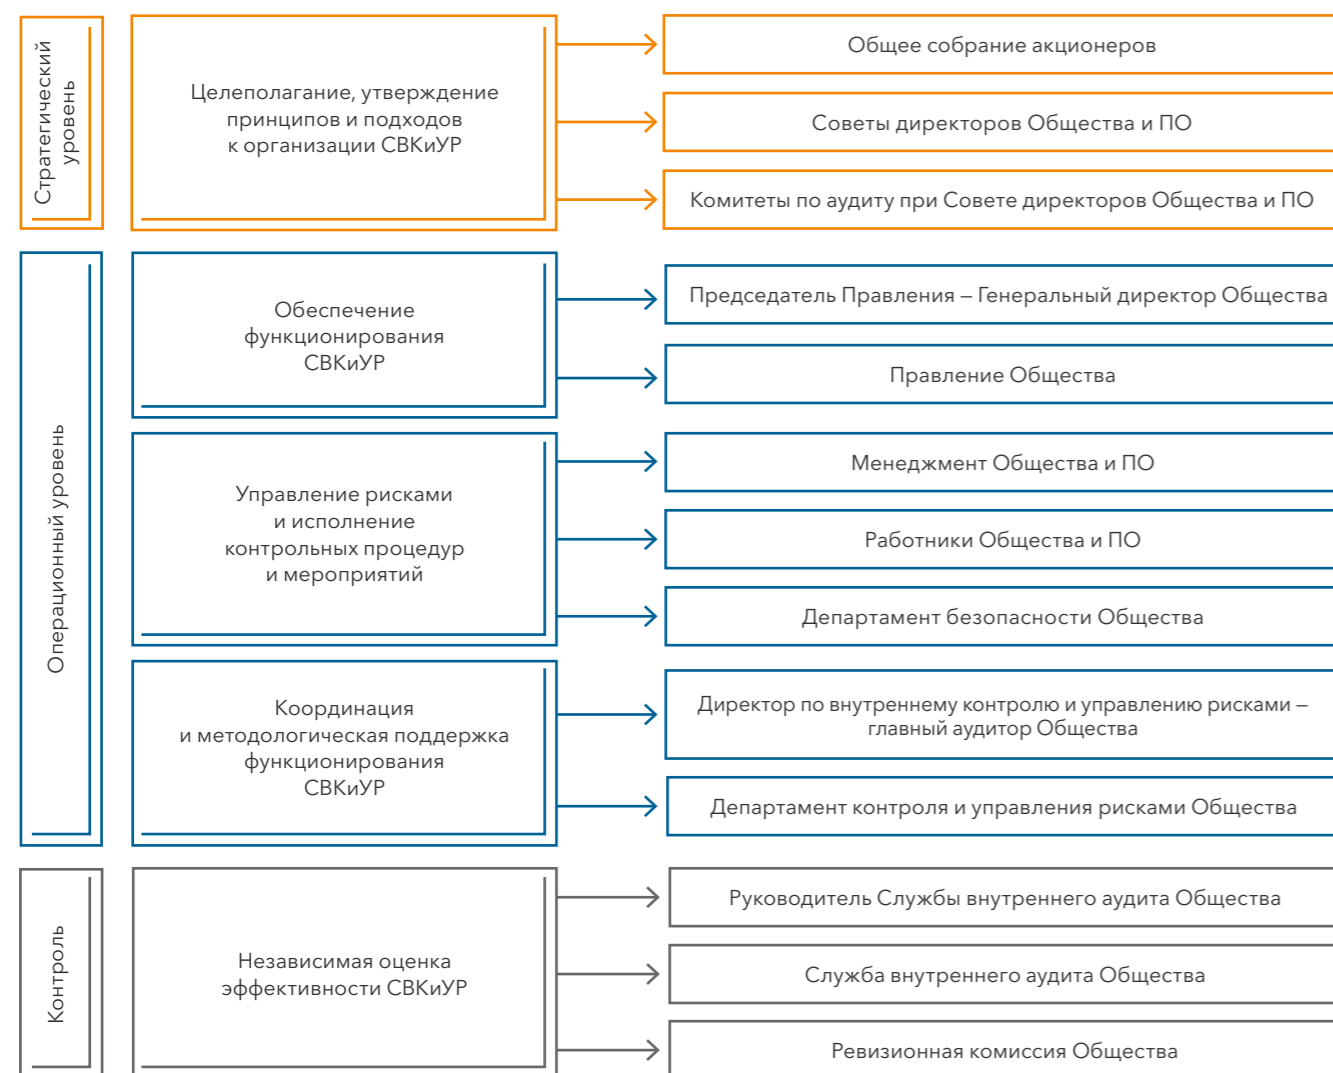 Стратегический
уровень
Целеполагание, утверждение
принципов и подходов
к организации СВКиУР
Общее собрание акционеров
Советы директоров Общества и ПО
Комитеты по аудиту при Совете директоров Общества и ПО
Операционный уровень
Обеспечение
функционирования
СВКиУР
Председатель Правления – Генеральный директор Общества
Правление Общества
Управление рисками
и исполнение
контрольных процедур
и мероприятий
Менеджмент Общества и ПО
Работники Общества и ПО
Департамент безопасности Общества
Координация
и методологическая поддержка
функционирования
СВКиУР
Директор по внутреннему контролю и управлению рисками –
главный аудитор Общества
Департамент контроля и управления рисками Общества
Контроль
Независимая оценка
эффективности СВКиУР
Руководитель Службы внутреннего аудита Общества
Служба внутреннего аудита Общества
Ревизионная комиссия Общества